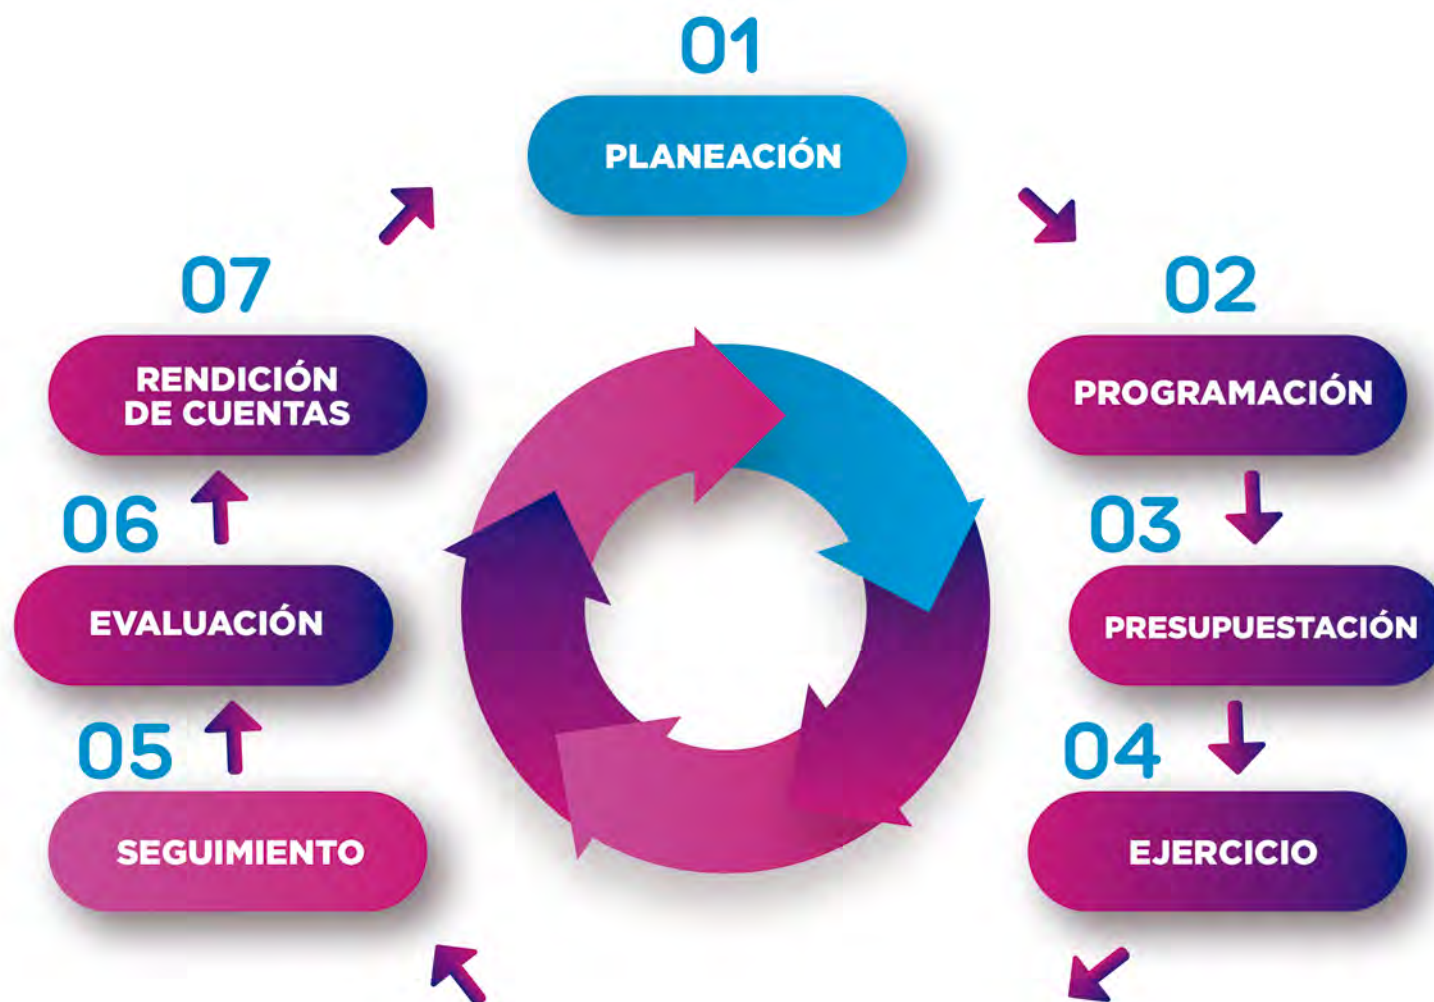 01
PLANEACIÓN
02
PROGRAMACIÓN
03
PRESUPUESTACIÓN
04
EJERCICIO
05
SEGUIMIENTO
06
EVALUACIÓN
07
RENDICIÓN
DE CUENTAS